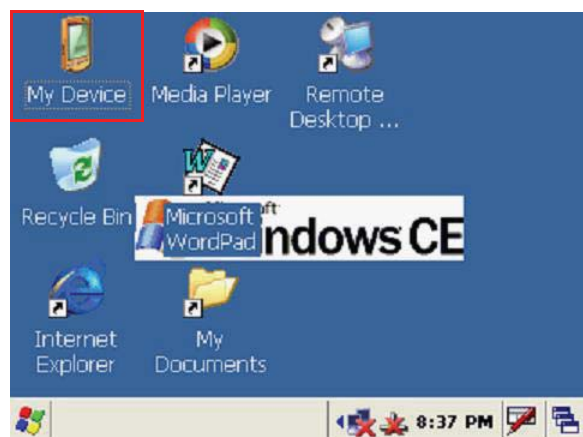 My Device
Media Player
Remote
Desktop ...
Recycle Bin
Microsoft
WordPad
ndows CE
Internet
Explorer
My
Documents
8:37 PM